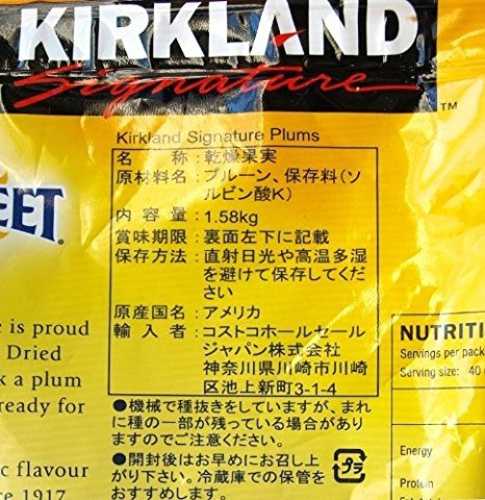 KIRKLAND
Signature
TM
Kirkland Signature Plums
名 称：乾燥果実
原材料名：プルーン、保存料(ソ
ルビン酸K)
内 容 量：1.58kg
賞味期限：裏面左下に記載
保存方法：直射日光や高温多湿
を避けて保存してくだ
さい
原産国名：アメリカ
輸 入 者：コストコホールセール
ジャパン株式会社
神奈川県川崎市川崎
区池上新町3-1-4
●機械で種抜きをしていますが、まれ
に種の一部が残っている場合があり
ますのでご注意ください。
●開封後はお早めにお召し上
がり下さい。冷蔵庫での保管を
おすすめします。
プラ
EET
is proud
Dried
k a plum
ready for
c flavour
re 1917
NUTRITI
Servings per pack
Serving size: 40
Energy
Protein